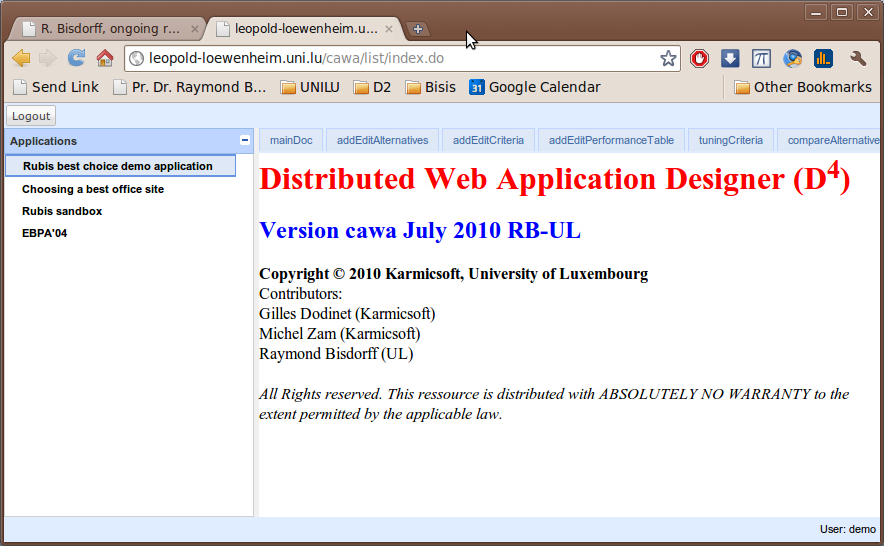 R. Bisdorff, ongoing r...
leopold-loewenheim.u...
leopold-loewenheim.uni.lu/cawa/list/index.do
Send Link
Pr. Dr. Raymond B...
UNILU
D2
Bisis
31
Google Calendar
Other Bookmarks
Logout
Applications
mainDoc
addEditAlternatives
addEditCriteria
addEditPerformanceTable
tuningCriteria
compareAlternative
Rubis best choice demo application
Choosing a best office site
Rubis sandbox
EBPA'04
Distributed Web Application Designer (D⁴)
Version cawa July 2010 RB-UL
Copyright © 2010 Karmicsoft, University of Luxembourg
Contributors:
Gilles Dodinet (Karmicsoft)
Michel Zam (Karmicsoft)
Raymond Bisdorff (UL)
All Rights reserved. This ressource is distributed with ABSOLUTELY NO WARRANTY to the
extent permitted by the applicable law.
User: demo